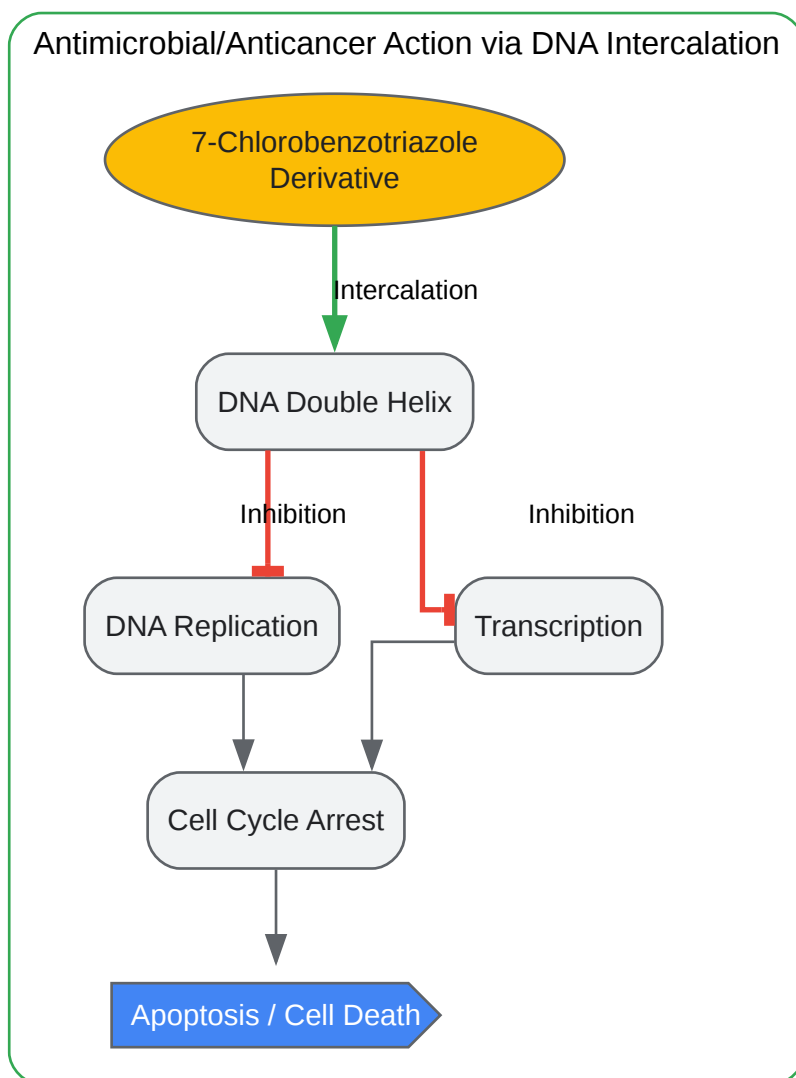 Antimicrobial/Anticancer Action via DNA Intercalation
7-Chlorobenzotriazole
Derivative
Intercalation
DNA Double Helix
Inhibition
Inhibition
DNA Replication
Transcription
Cell Cycle Arrest
Apoptosis / Cell Death